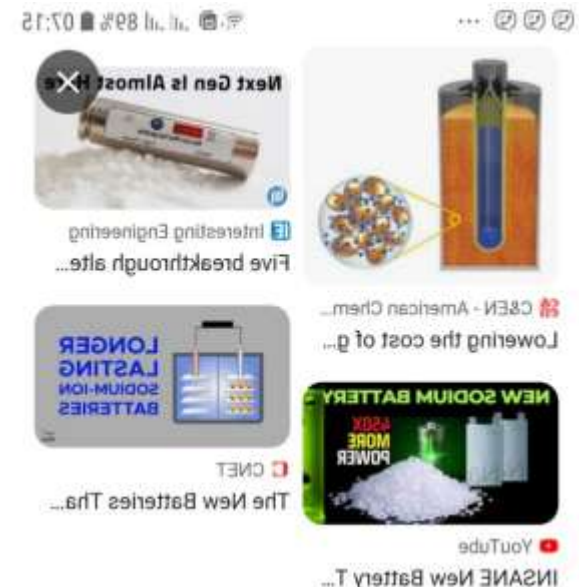 89% 07:15
C&EN - American Chem...
Lowering the cost of g...
NEW SODIUM BATTERY
450X
MORE
POWER
YouTube
INSANE New Battery T...
Next Gen Is Almost
IE Interesting Engineering
Five breakthrough alte...
LONGER
LASTING
SODIUM-ION
BATTERIES
CNET
The New Batteries Tha...